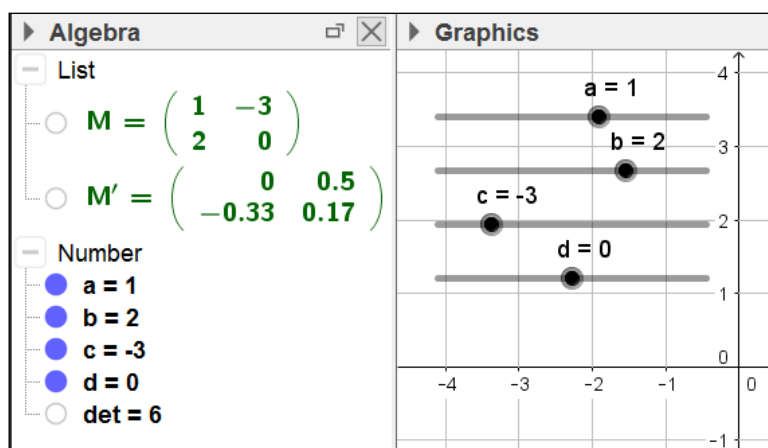 Algebra
List
M = ( 1 −3
2 0 )
M′ = ( 0 0.5
−0.33 0.17 )
Number
a = 1
b = 2
c = -3
d = 0
det = 6
Graphics
a = 1
b = 2
c = -3
d = 0
4
3
2
1
0
−4 −3 −2 −1 0
−1